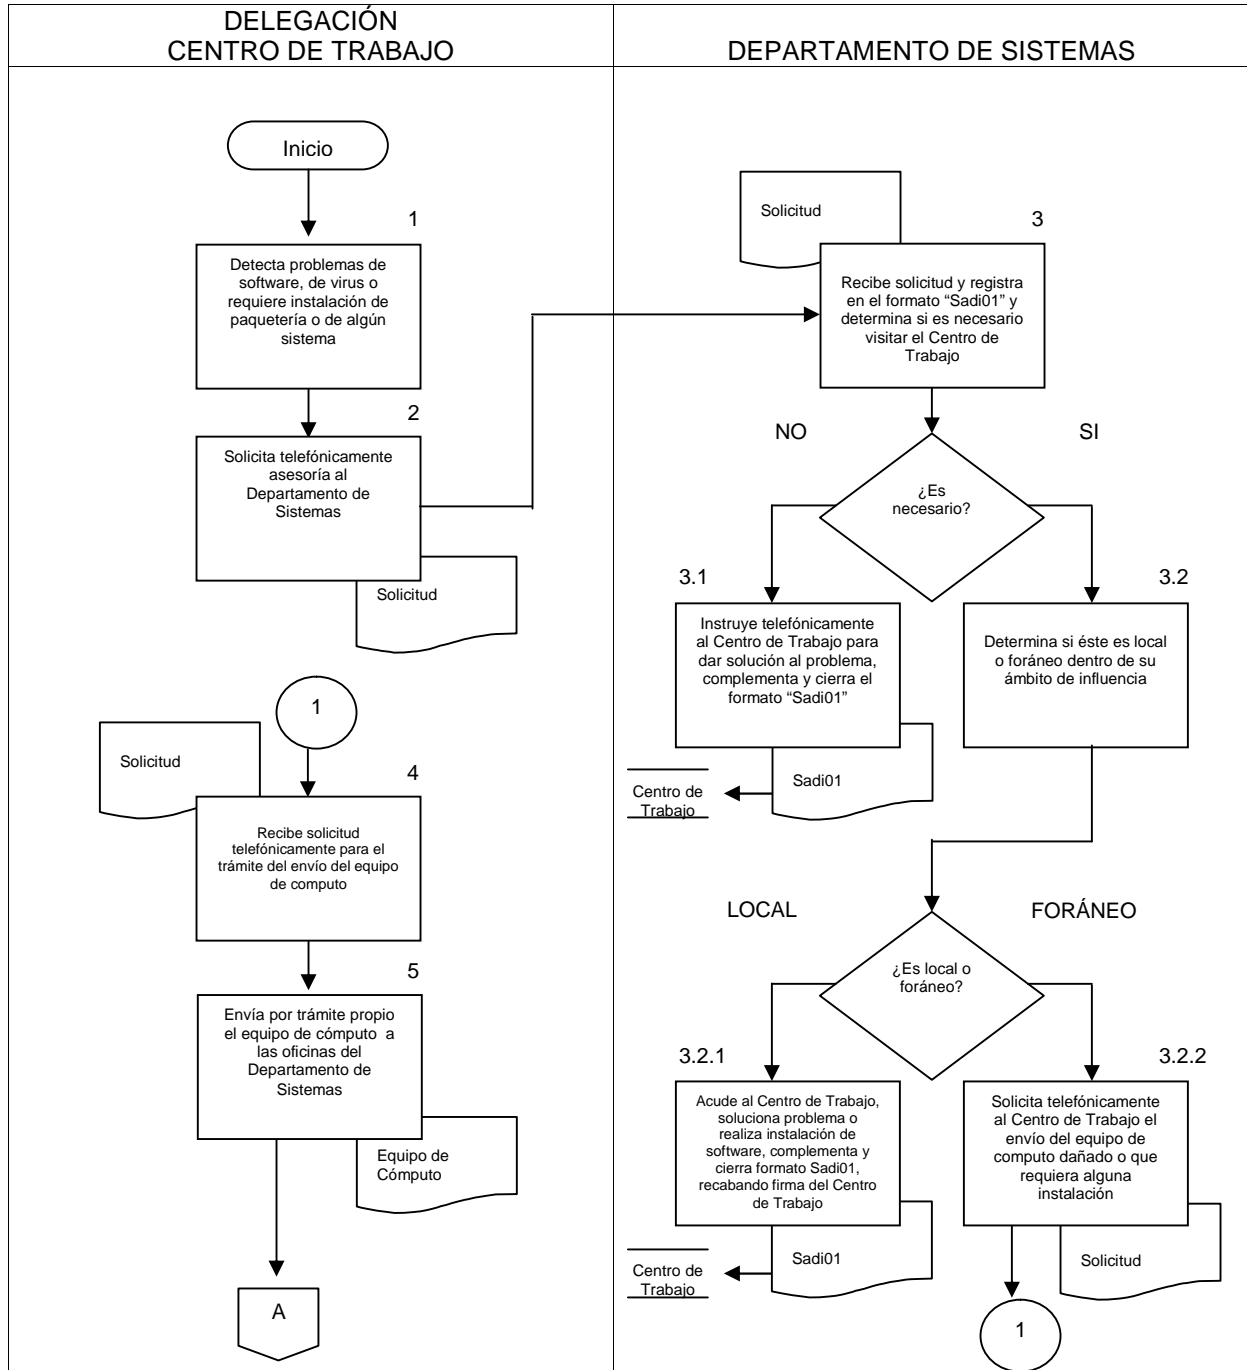 DELEGACIÓN
CENTRO DE TRABAJO
DEPARTAMENTO DE SISTEMAS
Inicio
1
Detecta problemas de
software, de virus o
requiere instalación de
paquetería o de algún
sistema
2
Solicita telefónicamente
asesoría al
Departamento de
Sistemas
Solicitud
1
Solicitud
4
Recibe solicitud
telefónicamente para el
trámite del envío del equipo
de computo
5
Envía por trámite propio
el equipo de cómputo a
las oficinas del
Departamento de
Sistemas
Equipo de
Cómputo
A
Solicitud
3
Recibe solicitud y registra
en el formato “Sadi01” y
determina si es necesario
visitar el Centro de
Trabajo
NO
SI
¿Es
necesario?
3.1
Instruye telefónicamente
al Centro de Trabajo para
dar solución al problema,
complementa y cierra el
formato “Sadi01”
Sadi01
Centro de
Trabajo
3.2
Determina si éste es local
o foráneo dentro de su
ámbito de influencia
LOCAL
FORÁNEO
¿Es local o
foráneo?
3.2.1
Acude al Centro de Trabajo,
soluciona problema o
realiza instalación de
software, complementa y
cierra formato Sadi01,
recabando firma del Centro
de Trabajo
Sadi01
Centro de
Trabajo
3.2.2
Solicita telefónicamente
al Centro de Trabajo el
envío del equipo de
computo dañado o que
requiera alguna
instalación
Solicitud
1